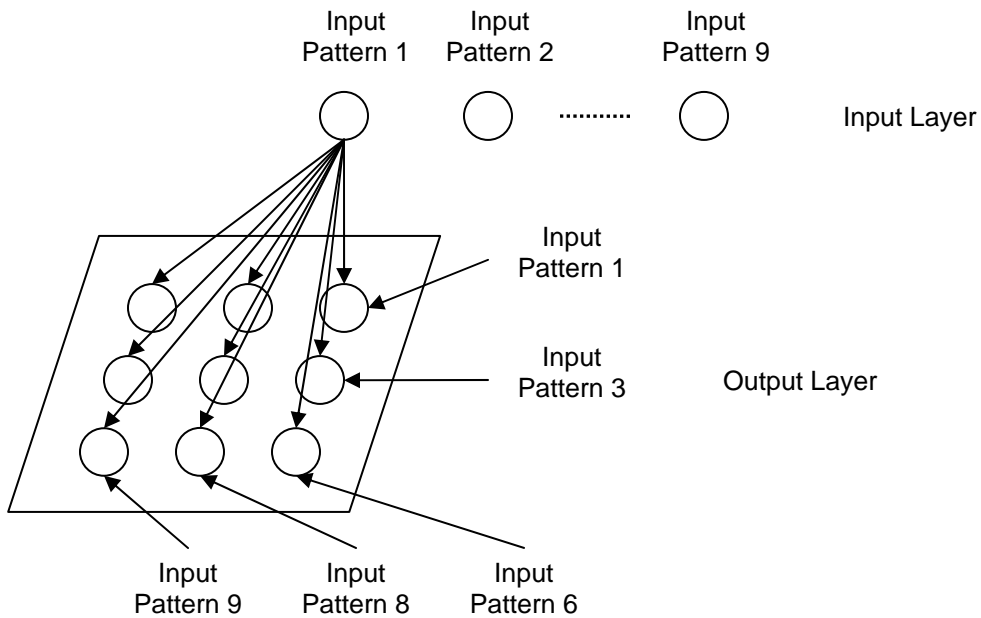 Input
Pattern 1
Input
Pattern 2
Input
Pattern 9
Input Layer
Input
Pattern 1
Input
Pattern 3
Output Layer
Input
Pattern 9
Input
Pattern 8
Input
Pattern 6